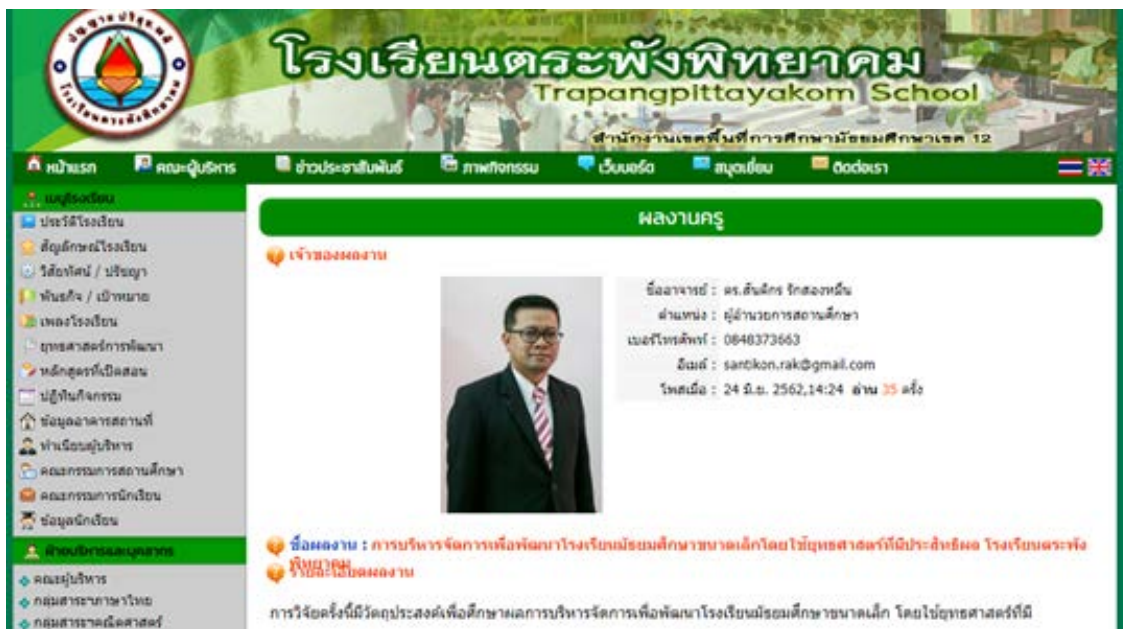 โรงเรียนตระพังพิทยาคม
Trapangpittayakom School
สำนักงานเขตพื้นที่การศึกษามัธยมศึกษาเขต 12
หน้าแรก คณะผู้บริหาร ข่าวประชาสัมพันธ์ ภาพกิจกรรม เว็บบอร์ด สมุดเยี่ยม ติดต่อเรา
เมนูโรงเรียน
ประวัติโรงเรียน
สัญลักษณ์โรงเรียน
วิสัยทัศน์ / ปรัชญา
พันธกิจ / เป้าหมาย
เพลงโรงเรียน
ยุทธศาสตร์การพัฒนา
หลักสูตรที่เปิดสอน
ปฏิทินกิจกรรม
ข้อมูลอาคารสถานที่
ทำเนียบผู้บริหาร
คณะกรรมการสถานศึกษา
คณะกรรมการนักเรียน
ข้อมูลนักเรียน
ฝ่ายบริหารและบุคลากร
คณะผู้บริหาร
กลุ่มสาระฯภาษาไทย
กลุ่มสาระฯคณิตศาสตร์
ผลงานครู
เจ้าของผลงาน
ชื่ออาจารย์ : ดร.สันติกร รักสองหมื่น
ตำแหน่ง : ผู้อำนวยการสถานศึกษา
เบอร์โทรศัพท์ : 0848373663
อีเมล์ : santikon.rak@gmail.com
โพสเมื่อ : 24 มิ.ย. 2562,14:24 อ่าน 35 ครั้ง
ชื่อผลงาน : การบริหารจัดการเพื่อพัฒนาโรงเรียนมัธยมศึกษาขนาดเล็กโดยใช้ยุทธศาสตร์ที่มีประสิทธิผล โรงเรียนตระพัง
พิทยาคม
รายละเอียดผลงาน
การวิจัยครั้งนี้มีวัตถุประสงค์เพื่อศึกษาผลการบริหารจัดการเพื่อพัฒนาโรงเรียนมัธยมศึกษาขนาดเล็ก โดยใช้ยุทธศาสตร์ที่มี